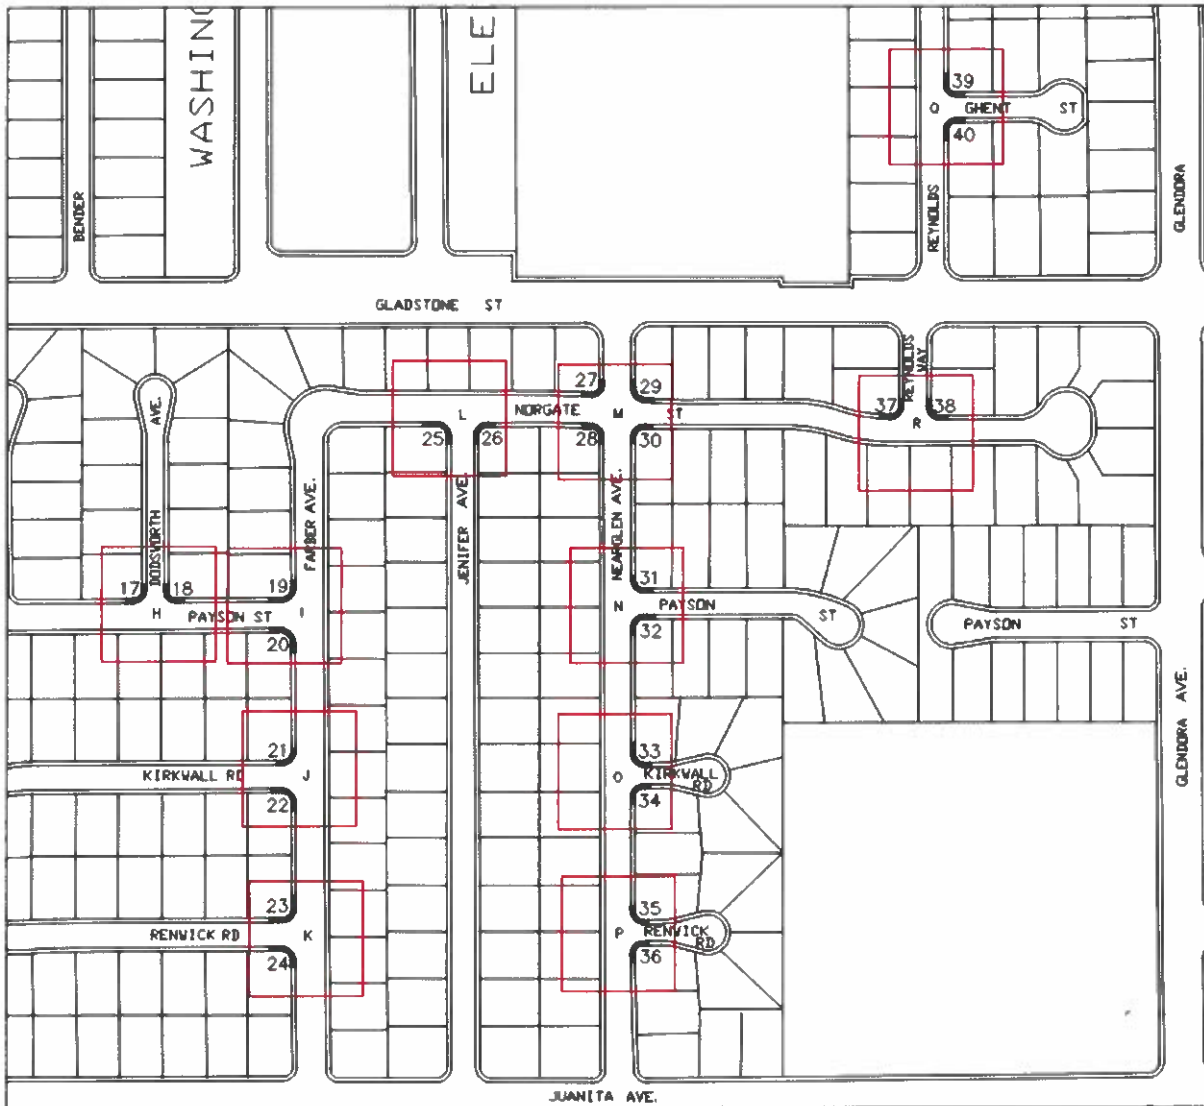 WASHING
ELE
39
Q
GHENT
ST
40
BENDER
REYNOLDS
GLENDORA
GLADSTONE ST
REYNOLDS
WAY
27
29
AVE.
NORGATE
M
ST
L
37
38
R
25
26
28
30
FARBER AVE.
JENIFER AVE.
NEARGLEN AVE.
DODSWORTH
17
18
19
31
H
PAYSON ST
I
N
PAYSON
ST
PAYSON
ST
20
32
GLENDORA AVE.
21
33
KIRKWALL RD
J
O
KIRKWALL
RD
22
34
23
35
RENWICK RD
K
P
RENWICK
RD
24
36
JUANITA AVE.